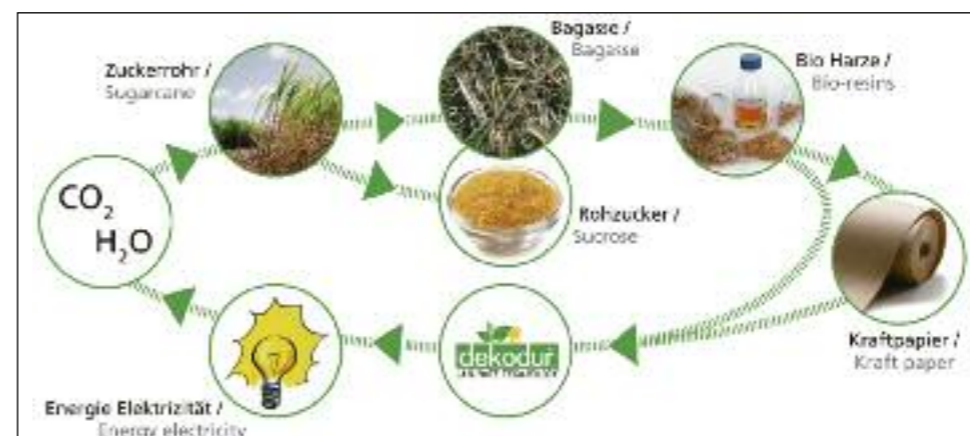 Bagasse /
Bagasse
Zuckerrohr /
Sugarcane
Bio Harze /
Bio-resins
CO₂
H₂O
Rohzucker /
Sucrose
Kraftpapier /
Kraft paper
dekodur
Energie Elektrizität /
Energy electricity